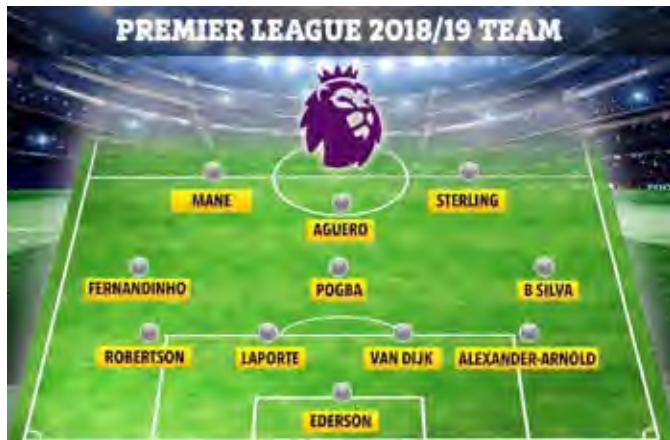 PREMIER LEAGUE 2018/19 TEAM
MANE
STERLING
AGUERO
FERNANDINHO
POGBA
B SILVA
ROBERTSON
LAPORTE
VAN DIJK
ALEXANDER-ARNOLD
EDERSON